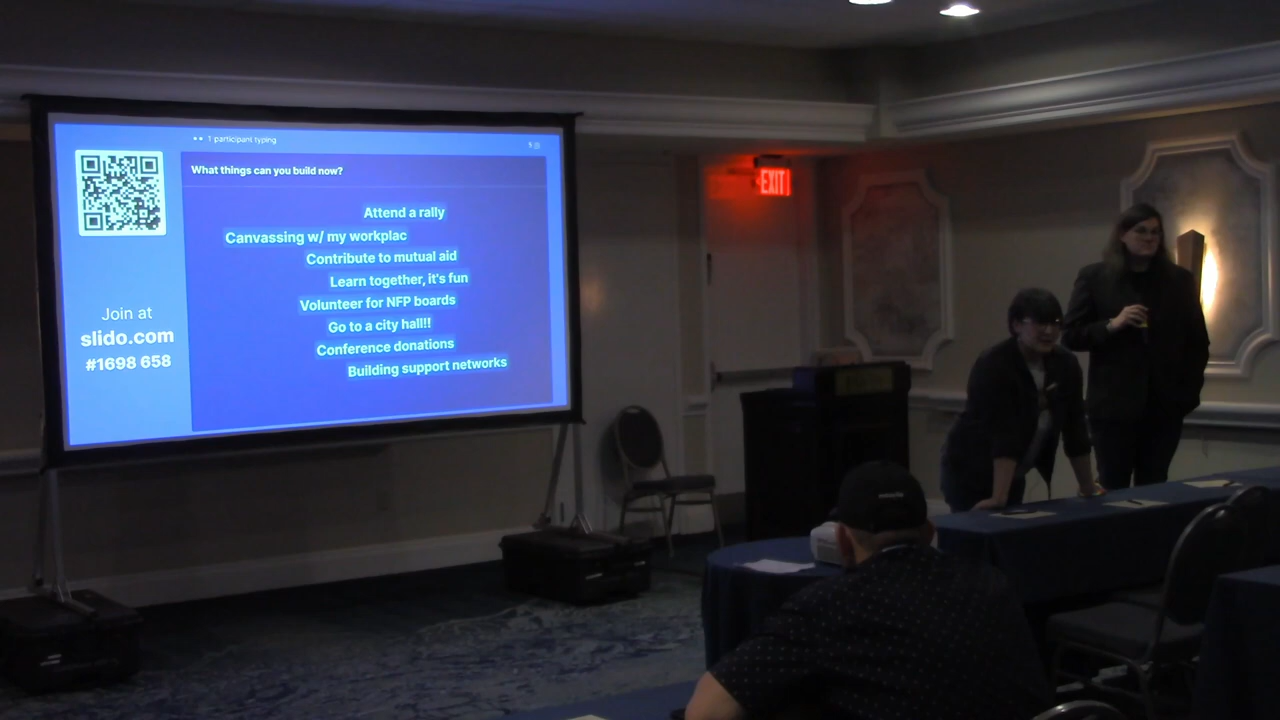 1 participant typing
5
What things can you build now?
Attend a rally
Canvassing w/ my workplac
Contribute to mutual aid
Learn together, it's fun
Volunteer for NFP boards
Go to a city hall!!
Conference donations
Building support networks
Join at
slido.com
#1698 658
EXIT